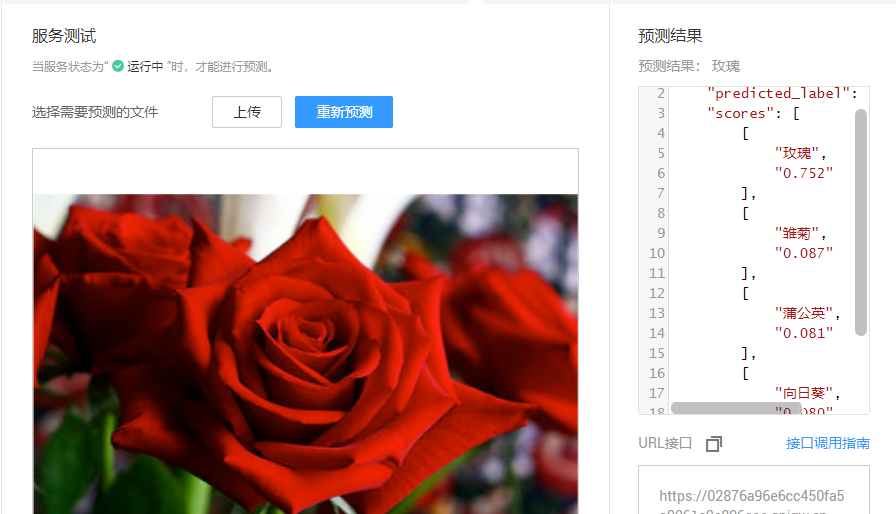 服务测试
当服务状态为“ 运行中 ”时，才能进行预测。
选择需要预测的文件
上传
重新预测
预测结果
预测结果： 玫瑰
2 "predicted_label":
3 "scores": [
4 [
5 "玫瑰",
6 "0.752"
7 ],
8 [
9 "雏菊",
10 "0.087"
11 ],
12 [
13 "蒲公英",
14 "0.081"
15 ],
16 [
17 "向日葵",
18
URL接口
接口调用指南
https://02876a96e6cc450fa5